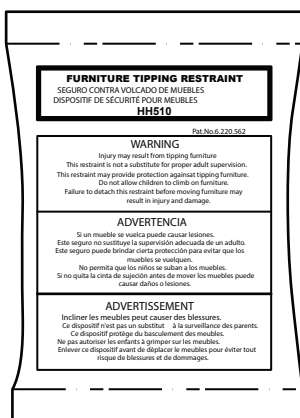 FURNITURE TIPPING RESTRAINT
SEGURO CONTRA VOLCADO DE MUEBLES
DISPOSITIF DE SÉCURITÉ POUR MEUBLES
HH510
Pat.No.6.220.562
WARNING
Injury may result from tipping furniture
This restraint is not a substitute for proper adult supervision.
This restraint may provide protection againsat tipping furniture.
Do not allow children to climb on furniture.
Failure to detach this restraint before moving furniture may
result in injury and damage.
ADVERTENCIA
Si un mueble se vuelca puede causar lesiones.
Este seguro no sustituye la supervisión adecuada de un adulto.
Este seguro puede brindar cierta protección para evitar que los
muebles se vuelquen.
No permita que los niños se suban a los muebles.
Si no quita la cinta de sujeción antes de mover los muebles puede
causar daños o lesiones.
ADVERTISSEMENT
Incliner les meubles peut causer des blessures.
Ce dispositif n'est pas un substitut à la surveillance des parents.
Ce dispositif protège du basculement des meubles.
Ne pas autoriser les enfants à grimper sur les meubles.
Enlever ce dispositif avant de déplacer le meubles pour éviter tout
risque de blessures et de dommages.